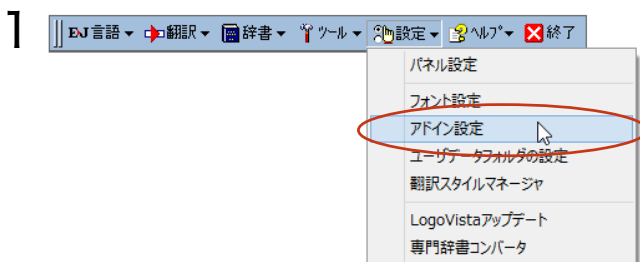 1
EJ 言語 ▼ 翻訳 ▼ 辞書 ▼ ツール ▼ 設定 ▼ ヘルプ ▼ 終了
パネル設定
フォント設定
アドイン設定
ユーザデータフォルダの設定
翻訳スタイルマネージャ
LogoVistaアップデート
専門辞書コンバータ